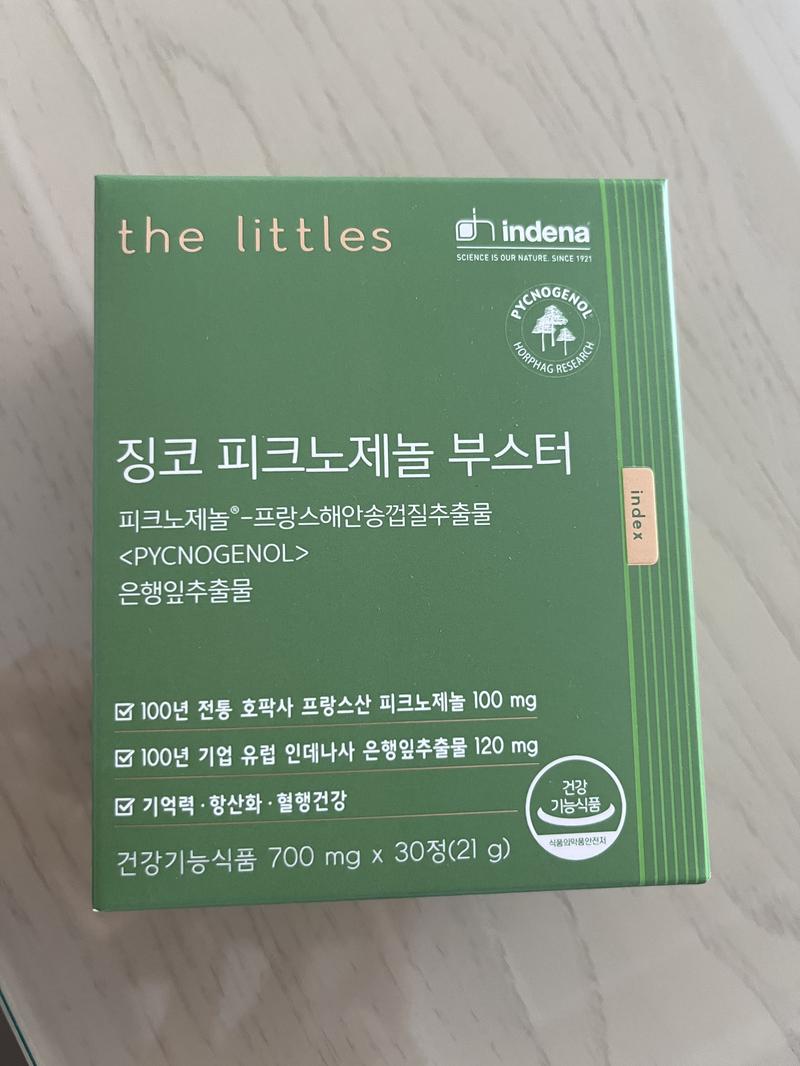 the littles
indena
SCIENCE IS OUR NATURE. SINCE 1921
PYCNOGENOL®
HORPHAG RESEARCH
징코 피크노제놀 부스터
피크노제놀®-프랑스해안송껍질추출물
<PYCNOGENOL>
은행잎추출물
index
100년 전통 호팍사 프랑스산 피크노제놀 100 mg
100년 기업 유럽 인데나사 은행잎추출물 120 mg
기억력·항산화·혈행건강
건강기능식품 700 mg x 30정(21 g)
건강
기능식품
식품의약품안전처